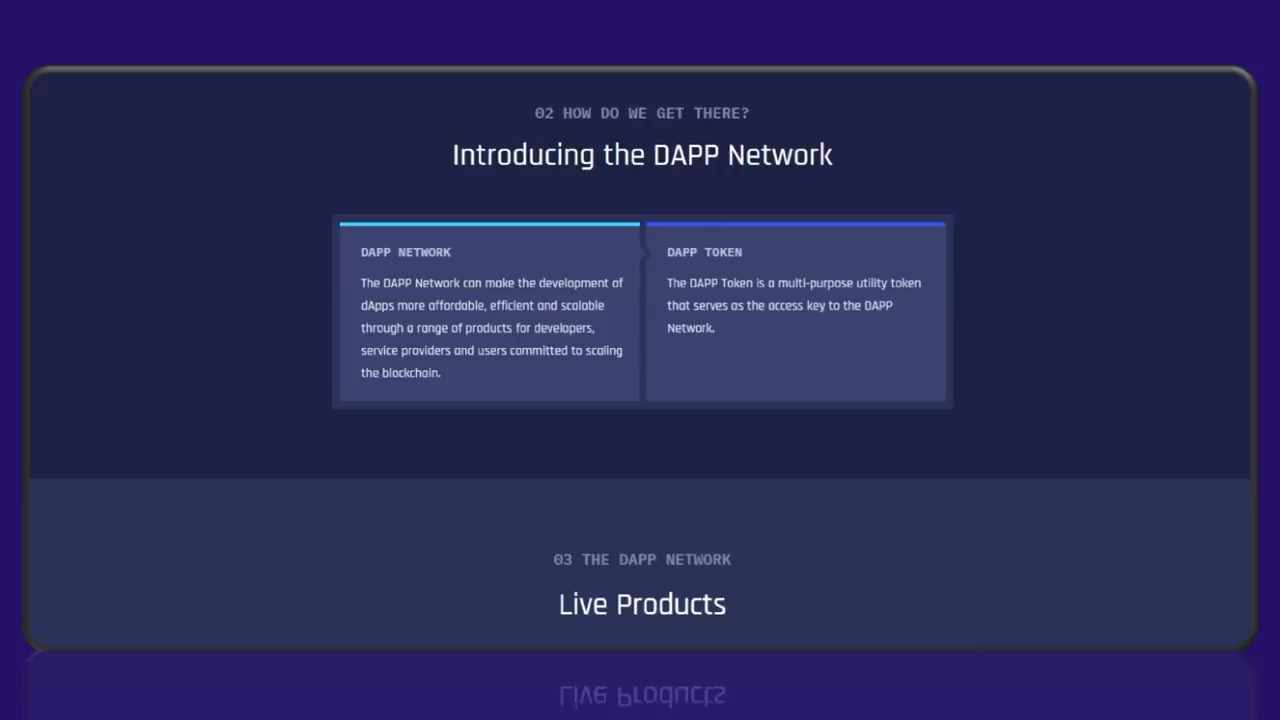 02 HOW DO WE GET THERE?
Introducing the DAPP Network
DAPP NETWORK
The DAPP Network can make the development of
dApps more affordable, efficient and scalable
through a range of products for developers,
service providers and users committed to scaling
the blockchain.
DAPP TOKEN
The DAPP Token is a multi-purpose utility token
that serves as the access key to the DAPP
Network.
03 THE DAPP NETWORK
Live Products
Live Products